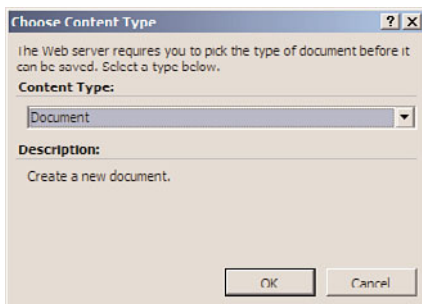 Choose Content Type
The Web server requires you to pick the type of document before it
can be saved. Select a type below.
Content Type:
Document
Description:
Create a new document.
OK Cancel